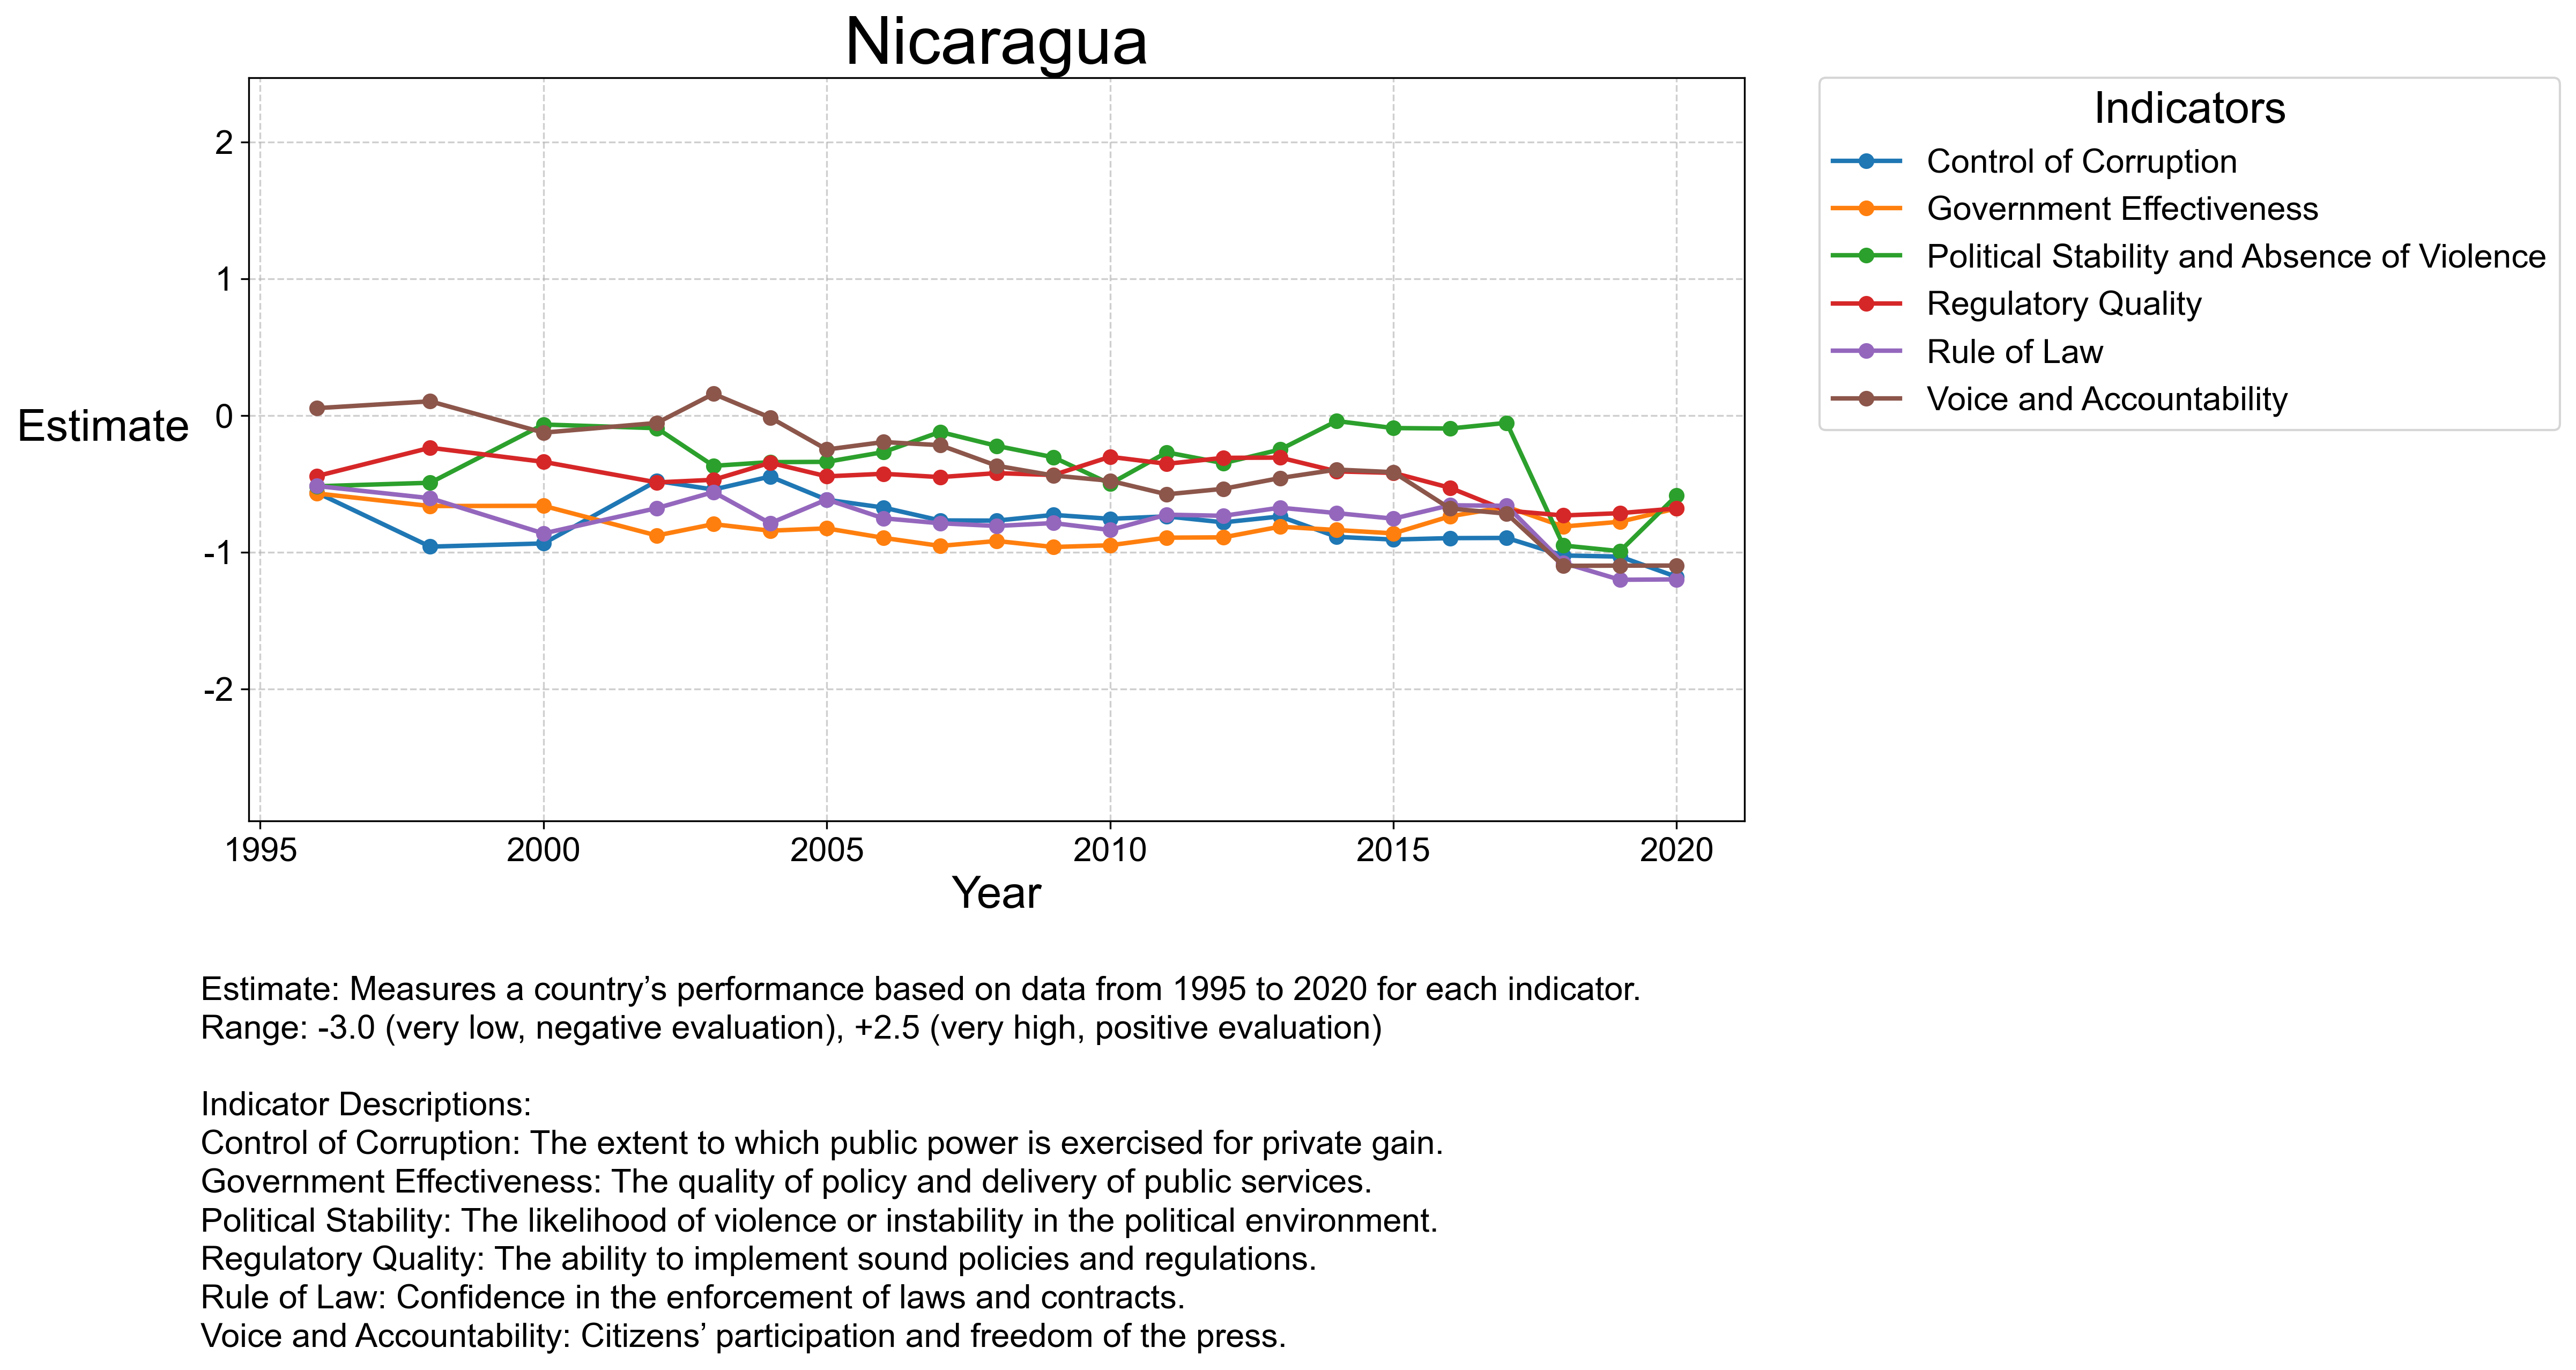 Nicaragua
Indicators
Control of Corruption
Government Effectiveness
Political Stability and Absence of Violence
Regulatory Quality
Rule of Law
Voice and Accountability
Estimate
2
1
0
-1
-2
1995 2000 2005 2010 2015 2020
Year
Estimate: Measures a country’s performance based on data from 1995 to 2020 for each indicator.
Range: -3.0 (very low, negative evaluation), +2.5 (very high, positive evaluation)
Indicator Descriptions:
Control of Corruption: The extent to which public power is exercised for private gain.
Government Effectiveness: The quality of policy and delivery of public services.
Political Stability: The likelihood of violence or instability in the political environment.
Regulatory Quality: The ability to implement sound policies and regulations.
Rule of Law: Confidence in the enforcement of laws and contracts.
Voice and Accountability: Citizens’ participation and freedom of the press.